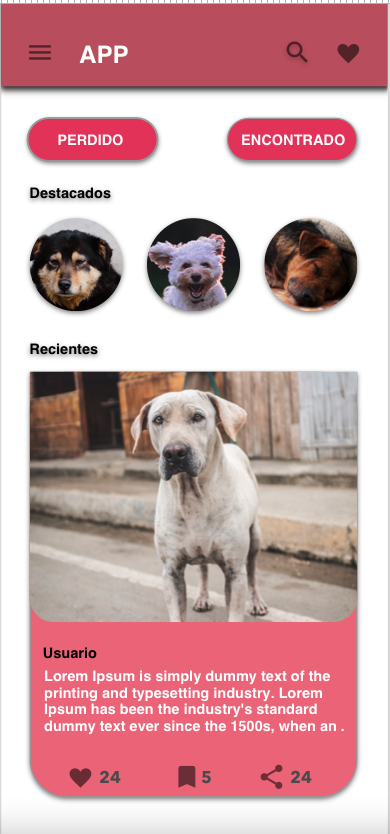 APP
PERDIDO
ENCONTRADO
Destacados
Recientes
Usuario
Lorem Ipsum is simply dummy text of the
printing and typesetting industry. Lorem
Ipsum has been the industry's standard
dummy text ever since the 1500s, when an .
24
5
24